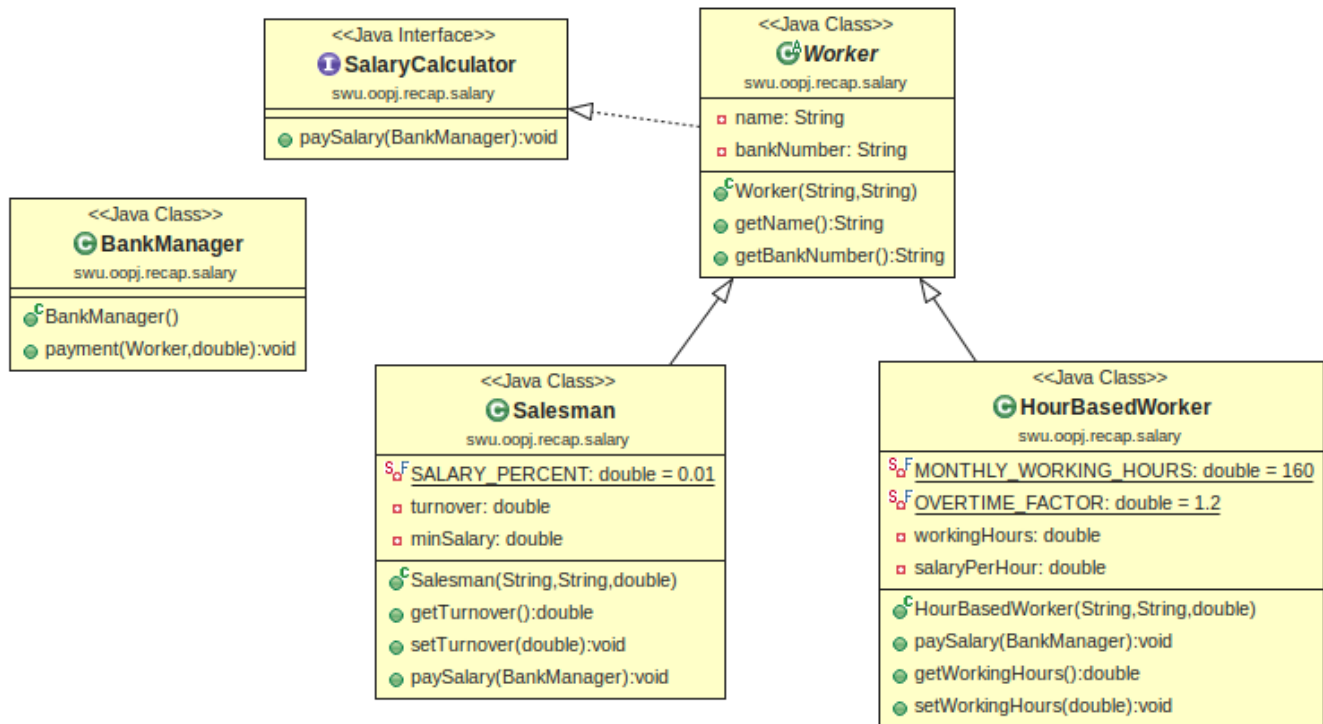 <<Java Interface>>
SalaryCalculator
swu.oopj.recap.salary
paySalary(BankManager):void
<<Java Class>>
Worker
swu.oopj.recap.salary
name: String
bankNumber: String
Worker(String,String)
getName():String
getBankNumber():String
<<Java Class>>
BankManager
swu.oopj.recap.salary
BankManager()
payment(Worker,double):void
<<Java Class>>
Salesman
swu.oopj.recap.salary
SALARY_PERCENT: double = 0.01
turnover: double
minSalary: double
Salesman(String,String,double)
getTurnover():double
setTurnover(double):void
paySalary(BankManager):void
<<Java Class>>
HourBasedWorker
swu.oopj.recap.salary
MONTHLY_WORKING_HOURS: double = 160
OVERTIME_FACTOR: double = 1.2
workingHours: double
salaryPerHour: double
HourBasedWorker(String,String,double)
paySalary(BankManager):void
getWorkingHours():double
setWorkingHours(double):void